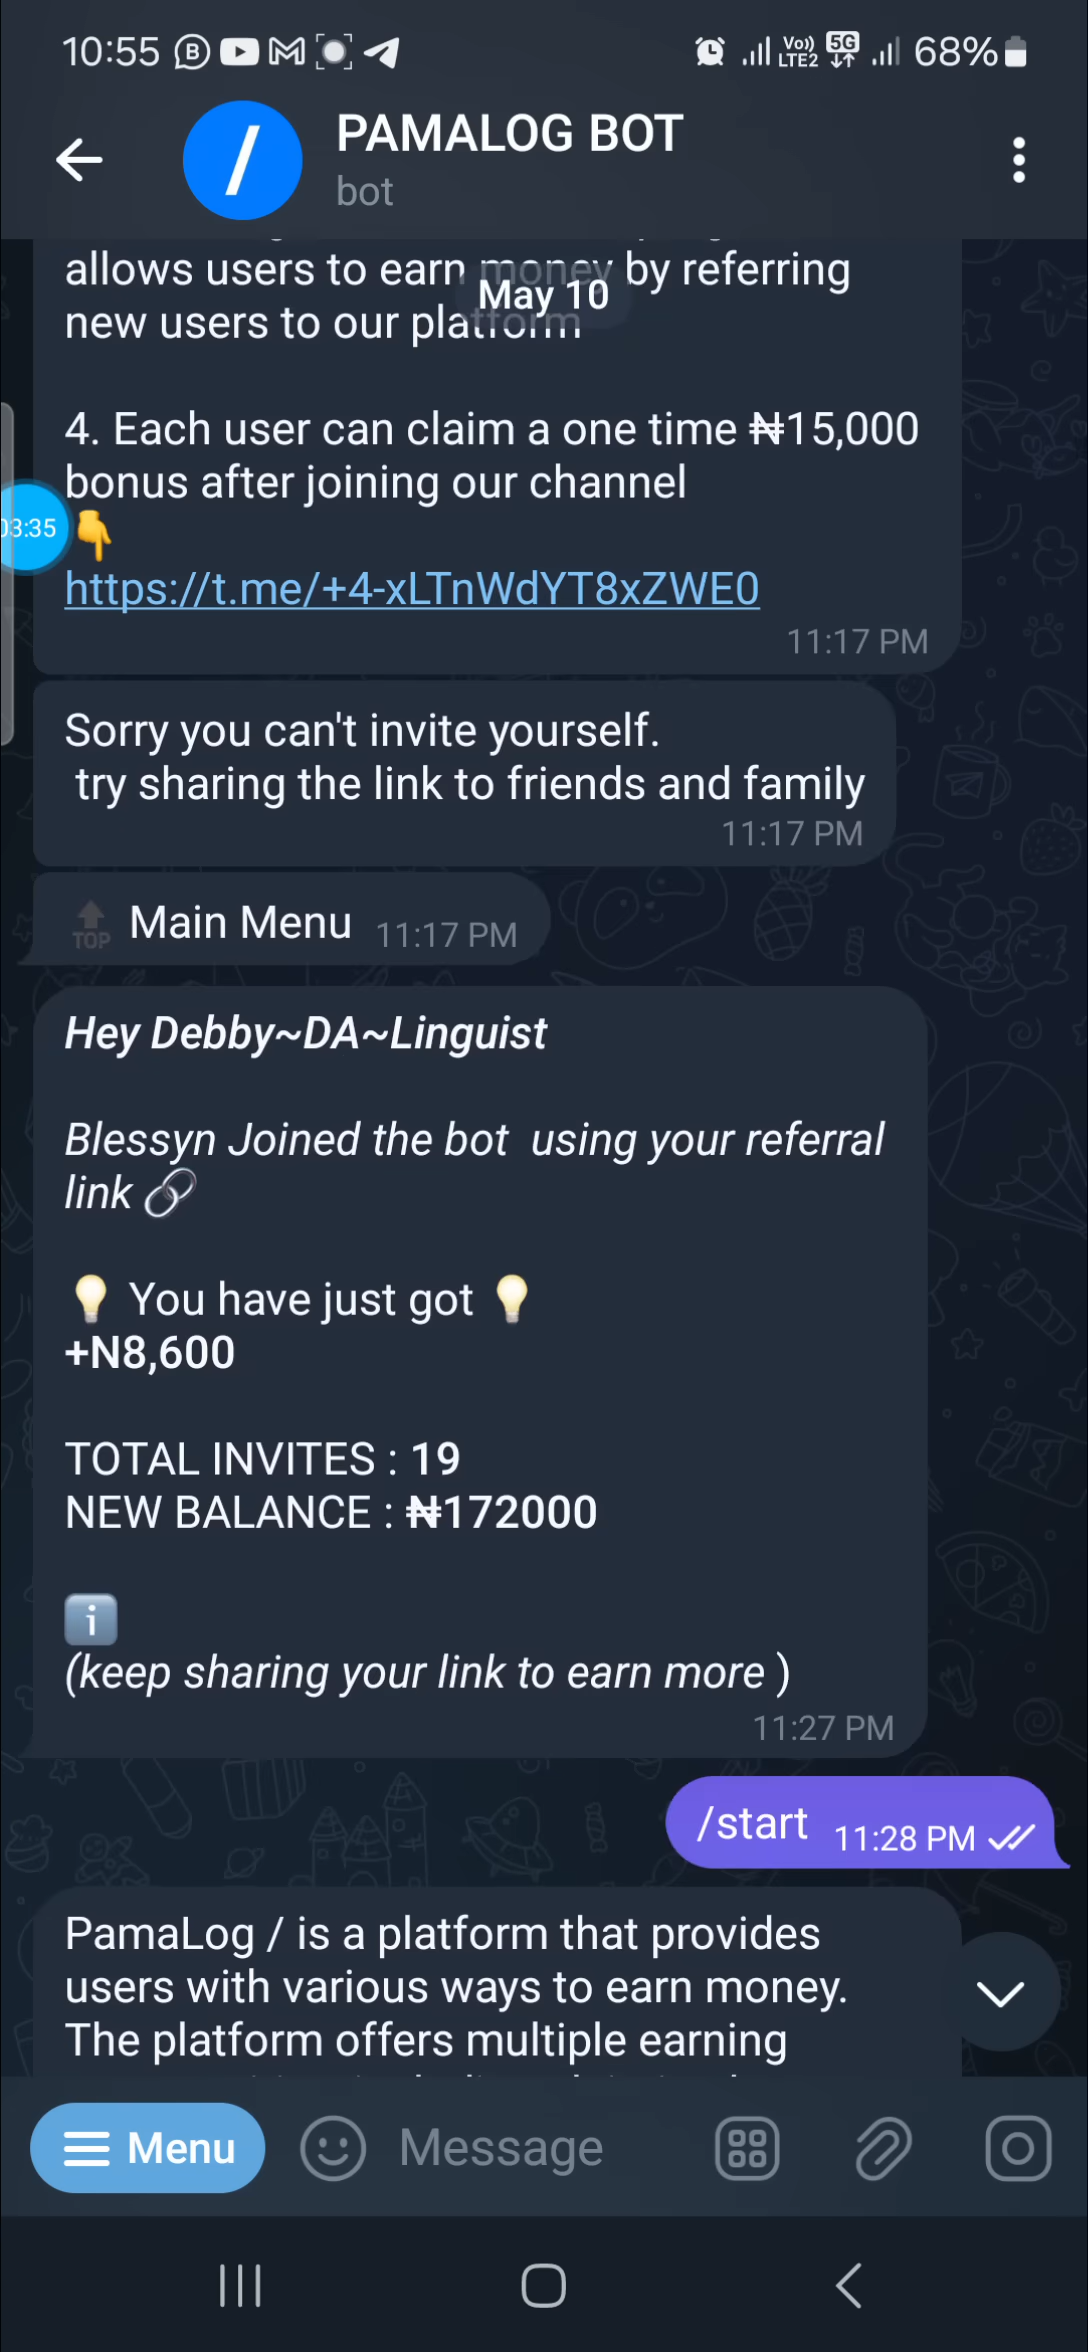 10:55
Vo))
LTE2
5G
68%
PAMALOG BOT
bot
allows users to earn money by referring
May 10
new users to our platform
4. Each user can claim a one time ₦15,000
bonus after joining our channel
03:35
👇
https://t.me/+4-xLTnWdYT8xZWE0
11:17 PM
Sorry you can't invite yourself.
try sharing the link to friends and family
11:17 PM
TOP Main Menu 11:17 PM
Hey Debby~DA~Linguist
Blessyn Joined the bot using your referral
link 🔗
💡 You have just got 💡
+N8,600
TOTAL INVITES : 19
NEW BALANCE : ₦172000
ℹ️
(keep sharing your link to earn more )
11:27 PM
/start 11:28 PM
PamaLog / is a platform that provides
users with various ways to earn money.
The platform offers multiple earning
Menu
Message